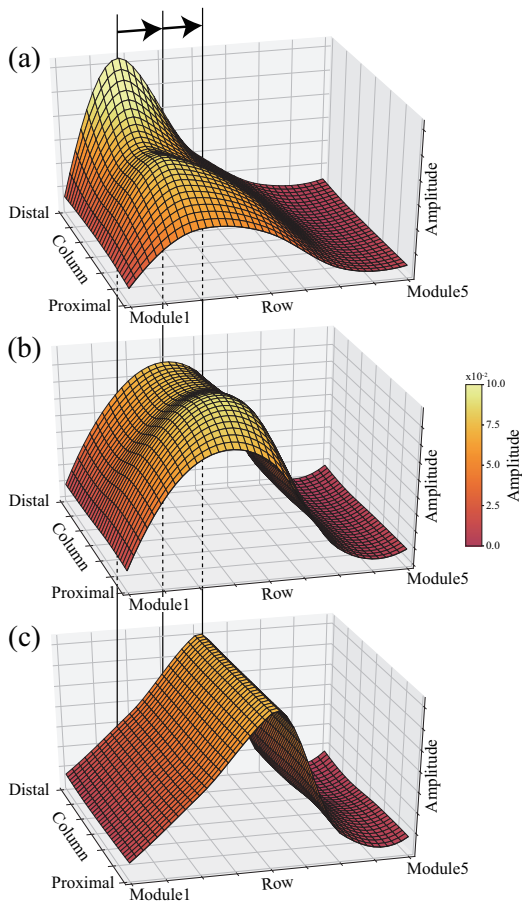 (a)
Amplitude
Distal
Column
Proximal
Module1
Row
Module5
(b)
x10-2
10.0
7.5
5.0
2.5
0.0
Amplitude
Amplitude
Distal
Column
Proximal
Module1
Row
Module5
(c)
Amplitude
Distal
Column
Proximal
Module1
Row
Module5